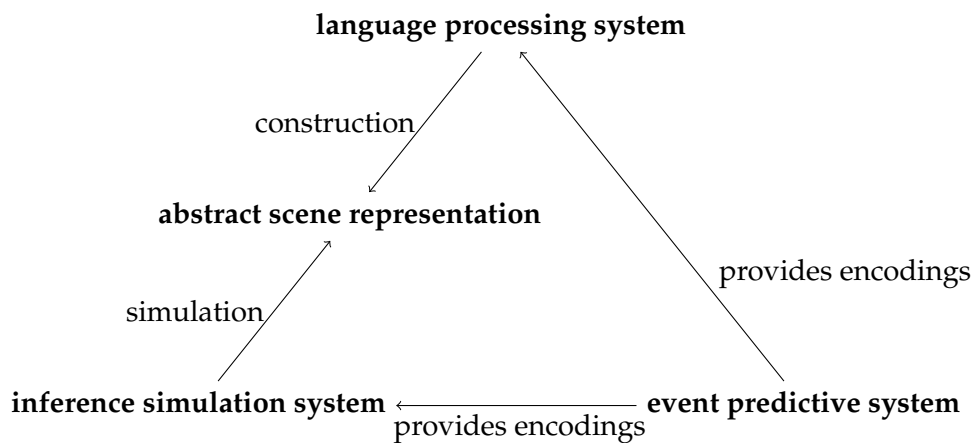 language processing system
construction
abstract scene representation
provides encodings
simulation
inference simulation system
event predictive system
provides encodings